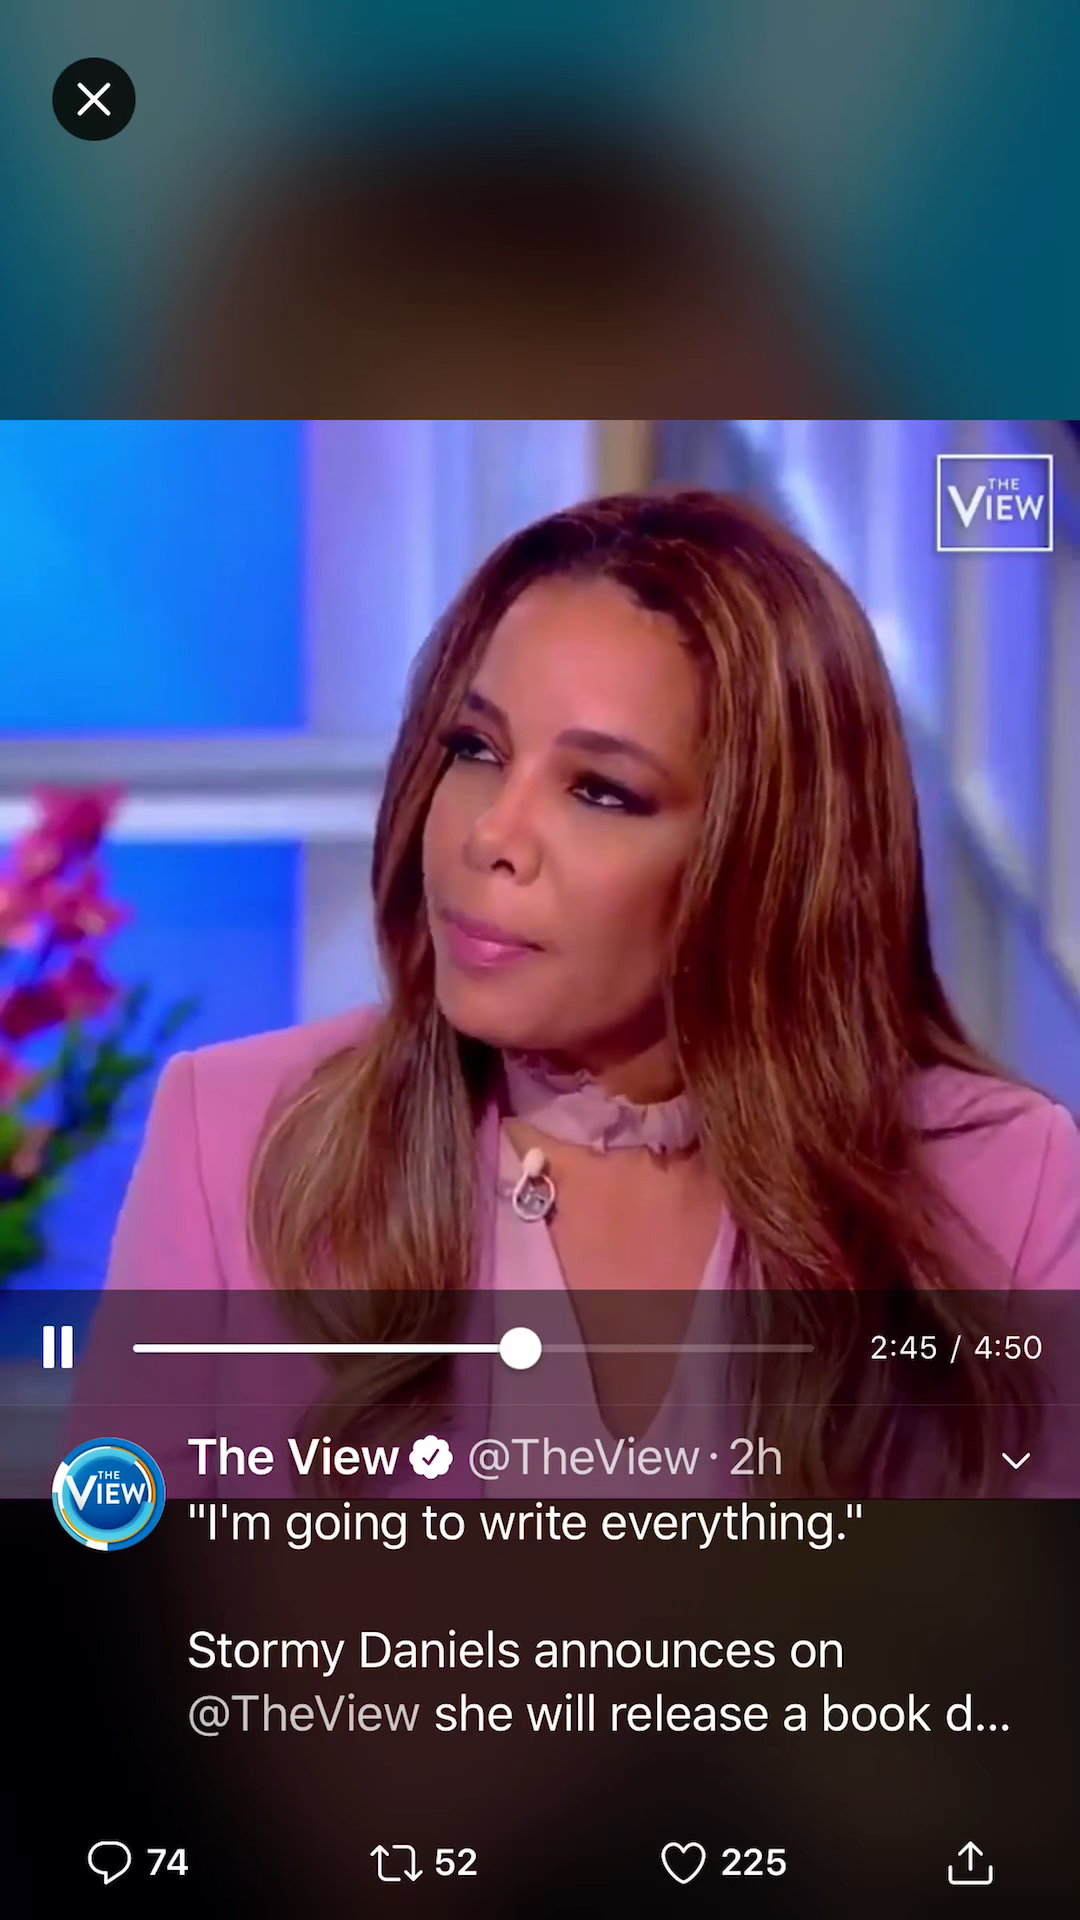 THE
VIEW
2:45 / 4:50
The View @TheView · 2h
THE
VIEW
"I'm going to write everything."
Stormy Daniels announces on
@TheView she will release a book d...
74
52
225